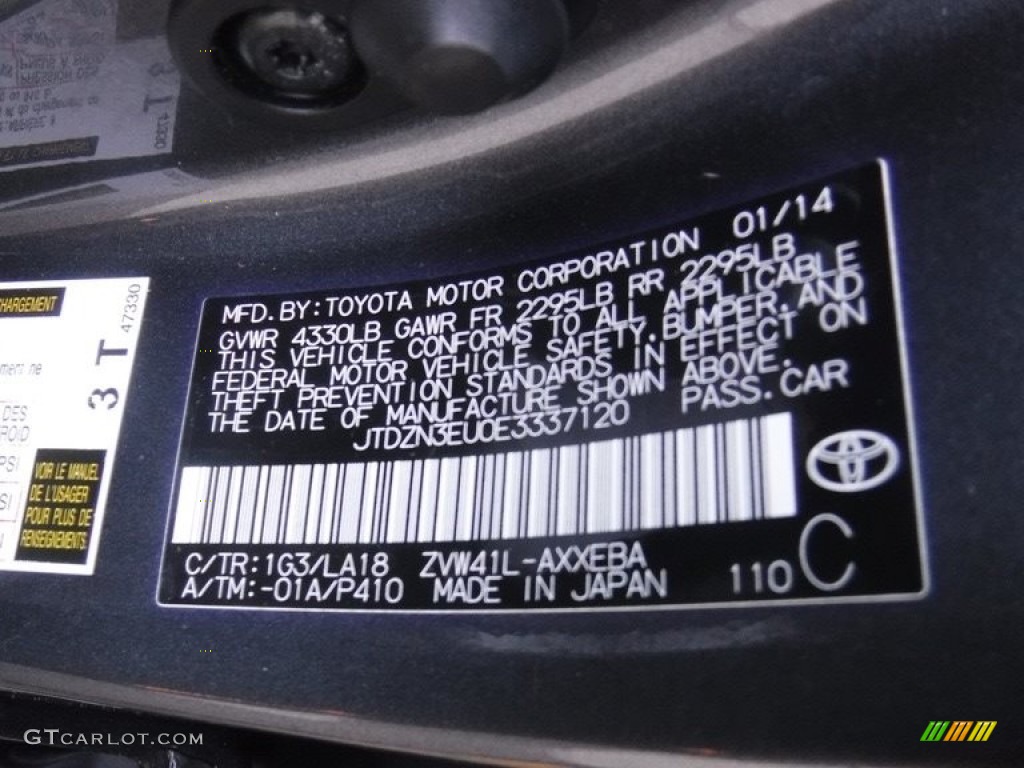 MFD. BY: TOYOTA MOTOR CORPORATION 01/14
GVWR 4330LB GAWR FR 2295LB RR 2295LB
THIS VEHICLE CONFORMS TO ALL APPLICABLE
FEDERAL MOTOR VEHICLE SAFETY, BUMPER, AND
THEFT PREVENTION STANDARDS IN EFFECT ON
THE DATE OF MANUFACTURE SHOWN ABOVE.
JTDZN3EU0E3337120 PASS. CAR
C/TR: 1G3/LA18 ZVW41L-AXXEBA
A/TM: -01A/P410 MADE IN JAPAN 110 C
CHARGEMENT
47330
3 T
ne
DES
PSI
VOIR LE MANUEL
DE L'USAGER
POUR PLUS DE
RENSEIGNEMENTS
GTCARLOT.COM